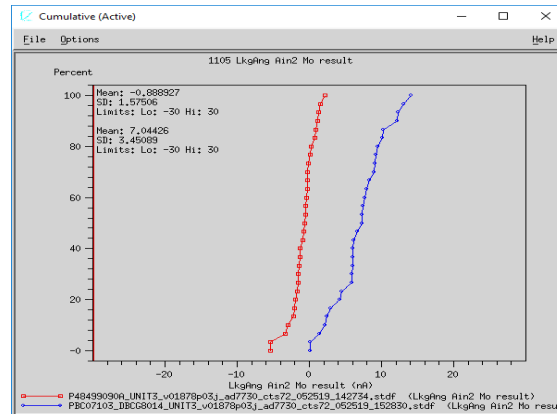 Cumulative (Active)
File Options Help
1105 LkgAng Ain2 Mo result
Percent
Mean: -0.888927
SD: 1.57506
Limits: Lo: -30 Hi: 30
Mean: 7.04426
SD: 3.45089
Limits: Lo: -30 Hi: 30
100
80
60
40
20
-0
-20 -10 0 10 20
LkgAng Ain2 Mo result (nA)
P48499090A_UNIT3_v01878p03j_ad7730_cts72_052519_142734.stdf (LkgAng Ain2 Mo result)
PBC07103_DBCG8014_UNIT3_v01878p03j_ad7730_cts72_052519_152830.stdf (LkgAng Ain2 Mo resu